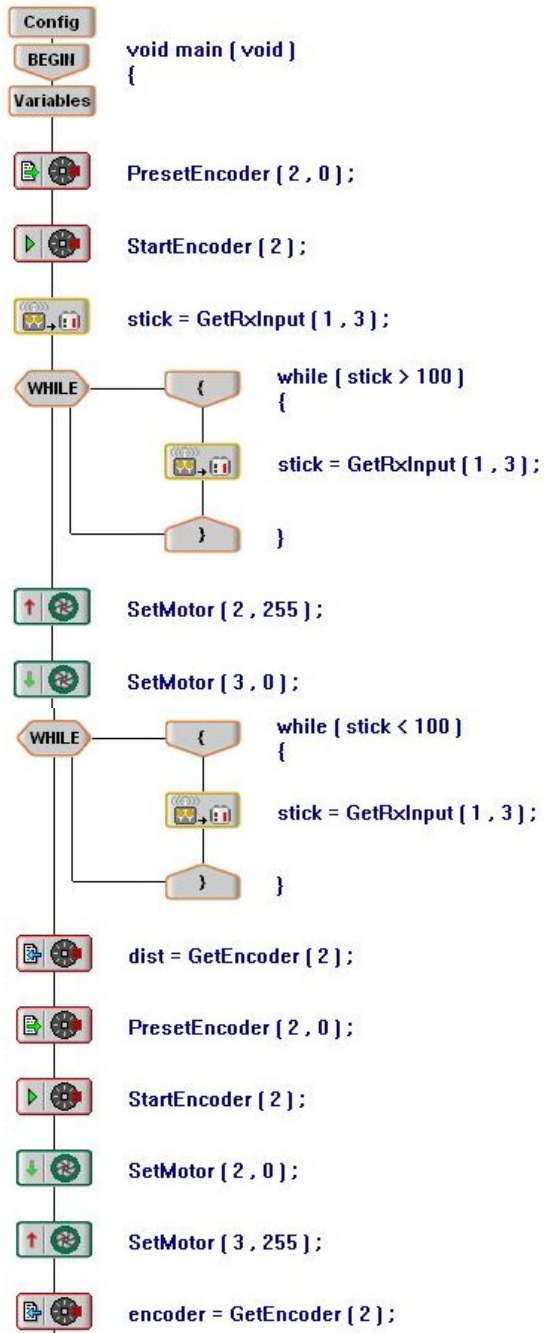 Config
BEGIN
void main ( void )
{
Variables
PresetEncoder ( 2 , 0 ) ;
StartEncoder ( 2 ) ;
stick = GetRxInput ( 1 , 3 ) ;
WHILE
{
while ( stick > 100 )
{
stick = GetRxInput ( 1 , 3 ) ;
}
}
SetMotor ( 2 , 255 ) ;
SetMotor ( 3 , 0 ) ;
WHILE
{
while ( stick < 100 )
{
stick = GetRxInput ( 1 , 3 ) ;
}
}
dist = GetEncoder ( 2 ) ;
PresetEncoder ( 2 , 0 ) ;
StartEncoder ( 2 ) ;
SetMotor ( 2 , 0 ) ;
SetMotor ( 3 , 255 ) ;
encoder = GetEncoder ( 2 ) ;